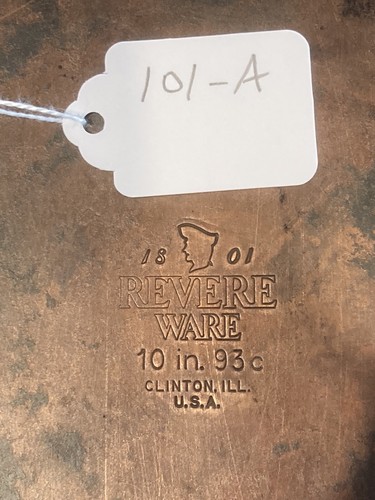 101-A
18 01
REVERE
WARE
10 in. 93c
CLINTON, ILL.
U.S.A.